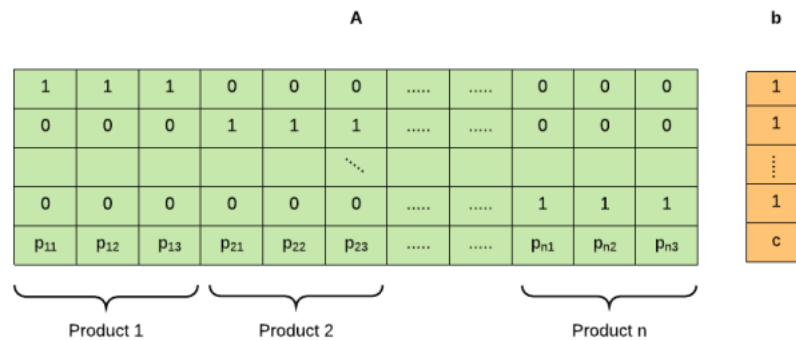 A b
1 1 1 0 0 0 ..... ..... 0 0 0 1
0 0 0 1 1 1 ..... ..... 0 0 0 1
0 0 0 0 0 0 ..... ..... 1 1 1 1
p₁₁ p₁₂ p₁₃ p₂₁ p₂₂ p₂₃ ..... ..... pₙ₁ pₙ₂ pₙ₃ c
Product 1 Product 2 Product n